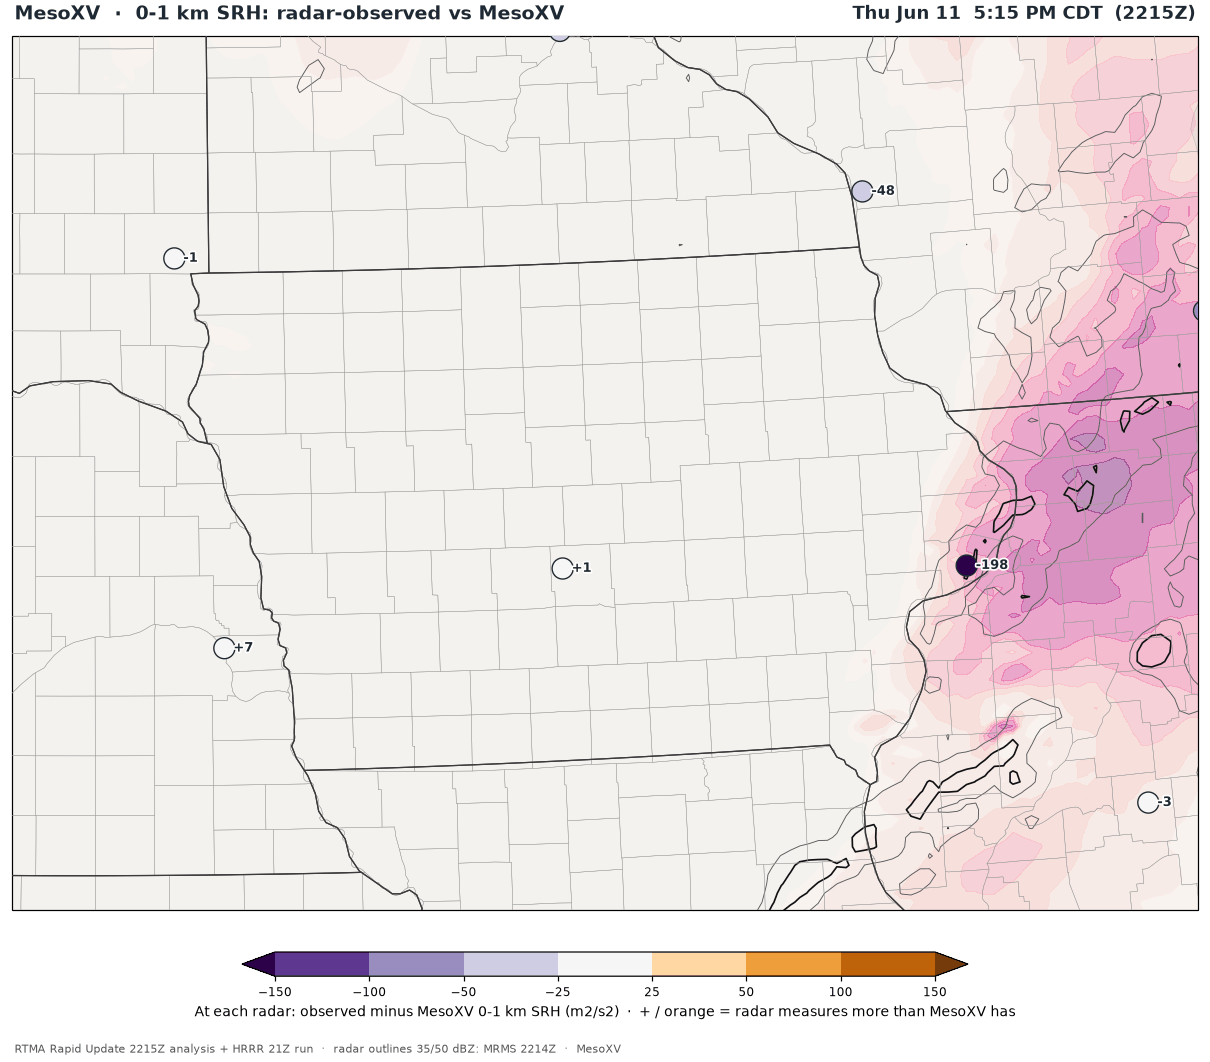 MesoXV · 0-1 km SRH: radar-observed vs MesoXV
Thu Jun 11 5:15 PM CDT (2215Z)
-48
-1
+1
-198
+7
-3
−150 −100 −50 −25 25 50 100 150
At each radar: observed minus MesoXV 0-1 km SRH (m2/s2) · + / orange = radar measures more than MesoXV has
RTMA Rapid Update 2215Z analysis + HRRR 21Z run · radar outlines 35/50 dBZ: MRMS 2214Z · MesoXV